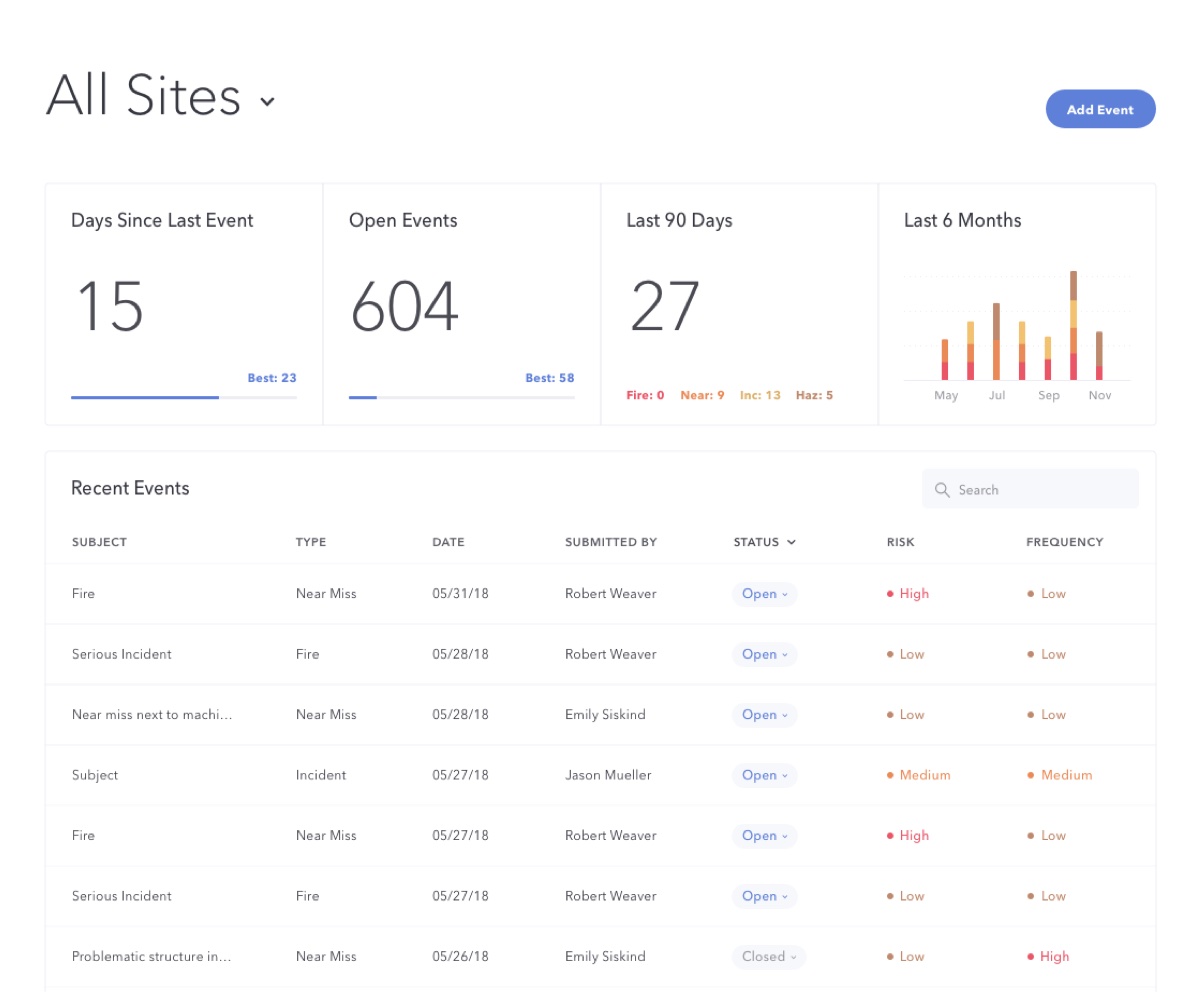 All Sites
Add Event
Days Since Last Event
Open Events
Last 90 Days
Last 6 Months
15
604
27
Best: 23
Best: 58
Fire: 0 Near: 9 Inc: 13 Haz: 5
May Jul Sep Nov
Recent Events
Search
SUBJECT TYPE DATE SUBMITTED BY STATUS RISK FREQUENCY
Fire Near Miss 05/31/18 Robert Weaver Open High Low
Serious Incident Fire 05/28/18 Robert Weaver Open Low Low
Near miss next to machi... Near Miss 05/28/18 Emily Siskind Open Low Low
Subject Incident 05/27/18 Jason Mueller Open Medium Medium
Fire Near Miss 05/27/18 Robert Weaver Open High Low
Serious Incident Fire 05/27/18 Robert Weaver Open Low Low
Problematic structure in... Near Miss 05/26/18 Emily Siskind Closed Low High